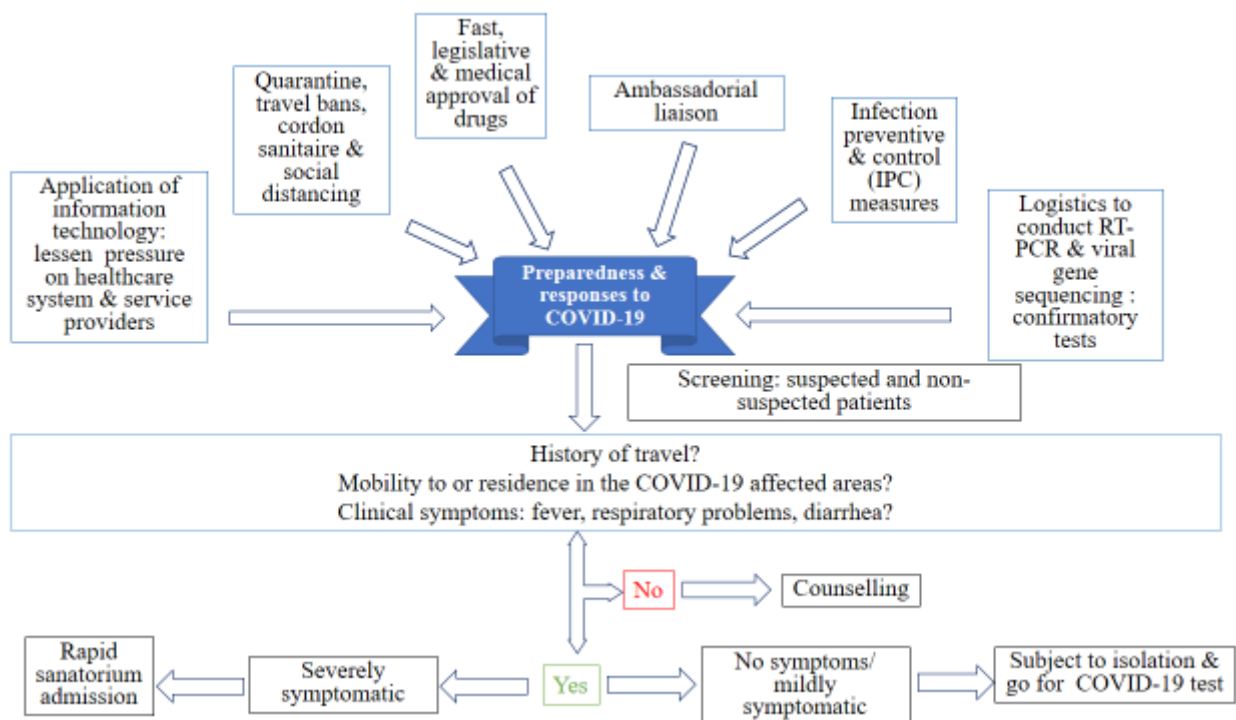 Fast,
legislative
& medical
approval of
drugs
Quarantine,
travel bans,
cordon
sanitaire &
social
distancing
Ambassadorial
liaison
Infection
preventive
& control
(IPC)
measures
Application of
information
technology:
lessen pressure
on healthcare
system & service
providers
Logistics to
conduct RT-
PCR & viral
gene
sequencing :
confirmatory
tests
Preparedness &
responses to
COVID-19
Screening: suspected and non-
suspected patients
History of travel?
Mobility to or residence in the COVID-19 affected areas?
Clinical symptoms: fever, respiratory problems, diarrhea?
No
Counselling
Rapid
sanatorium
admission
Severely
symptomatic
Yes
No symptoms/
mildly
symptomatic
Subject to isolation &
go for COVID-19 test